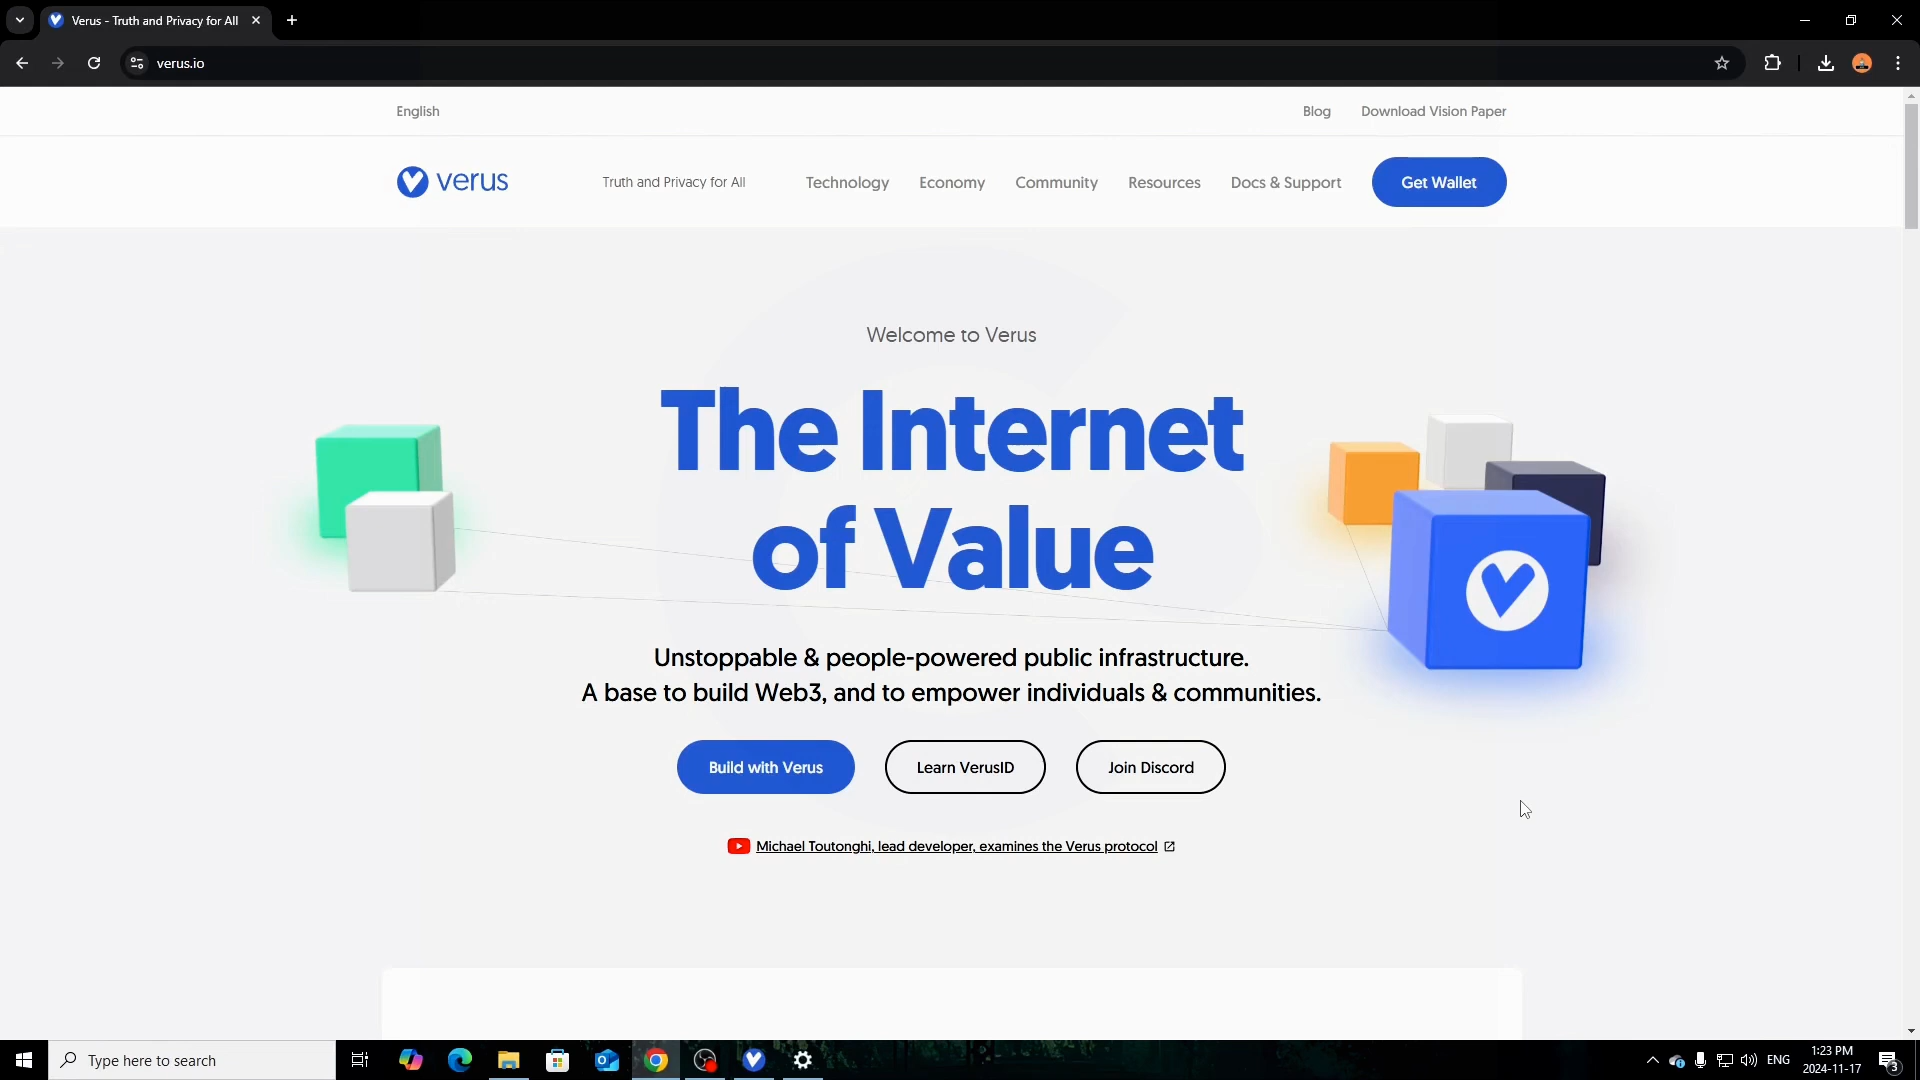 Verus - Truth and Privacy for All
verus.io
English
Blog
Download Vision Paper
verus
Truth and Privacy for All
Technology
Economy
Community
Resources
Docs & Support
Get Wallet
Welcome to Verus
The Internet
of Value
Unstoppable & people-powered public infrastructure.
A base to build Web3, and to empower individuals & communities.
Build with Verus
Learn VerusID
Join Discord
Michael Toutonghi, lead developer, examines the Verus protocol
Type here to search
ENG
1:23 PM
2024-11-17
3